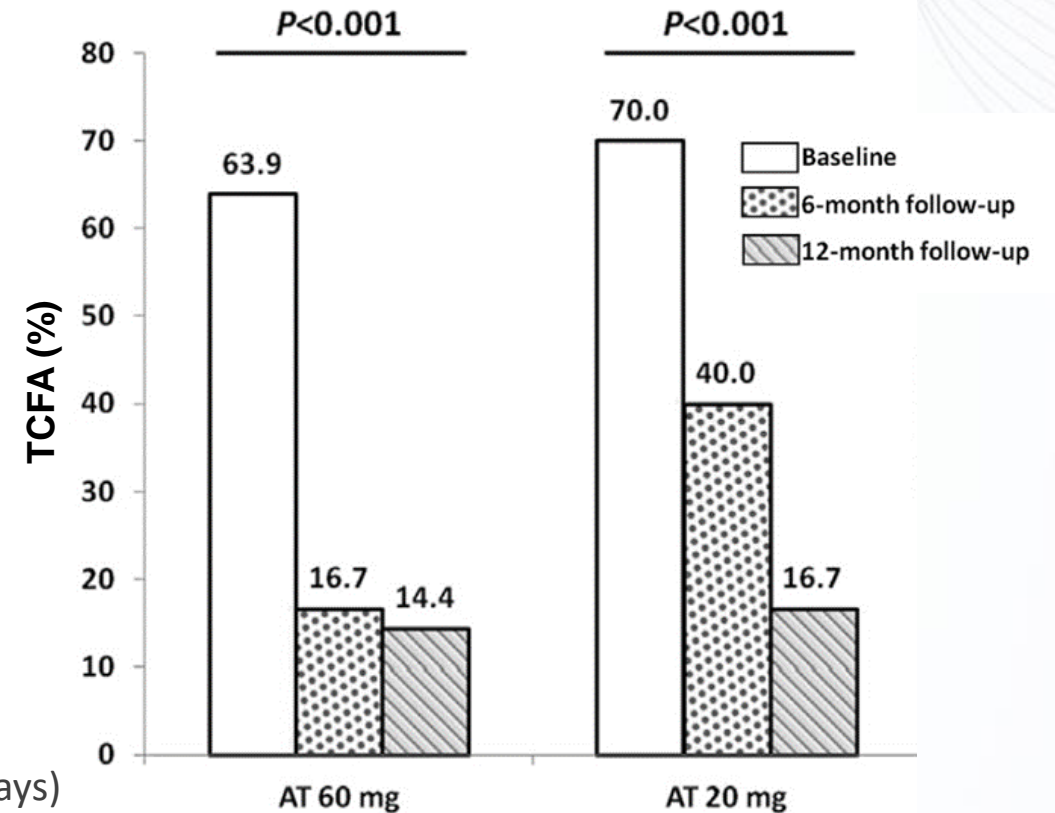 P<0.001 P<0.001
80
70
60
50
40
30
20
10
0
TCFA (%)
63.9
16.7
14.4
70.0
40.0
16.7
Baseline
6-month follow-up
12-month follow-up
AT 60 mg AT 20 mg
ays)